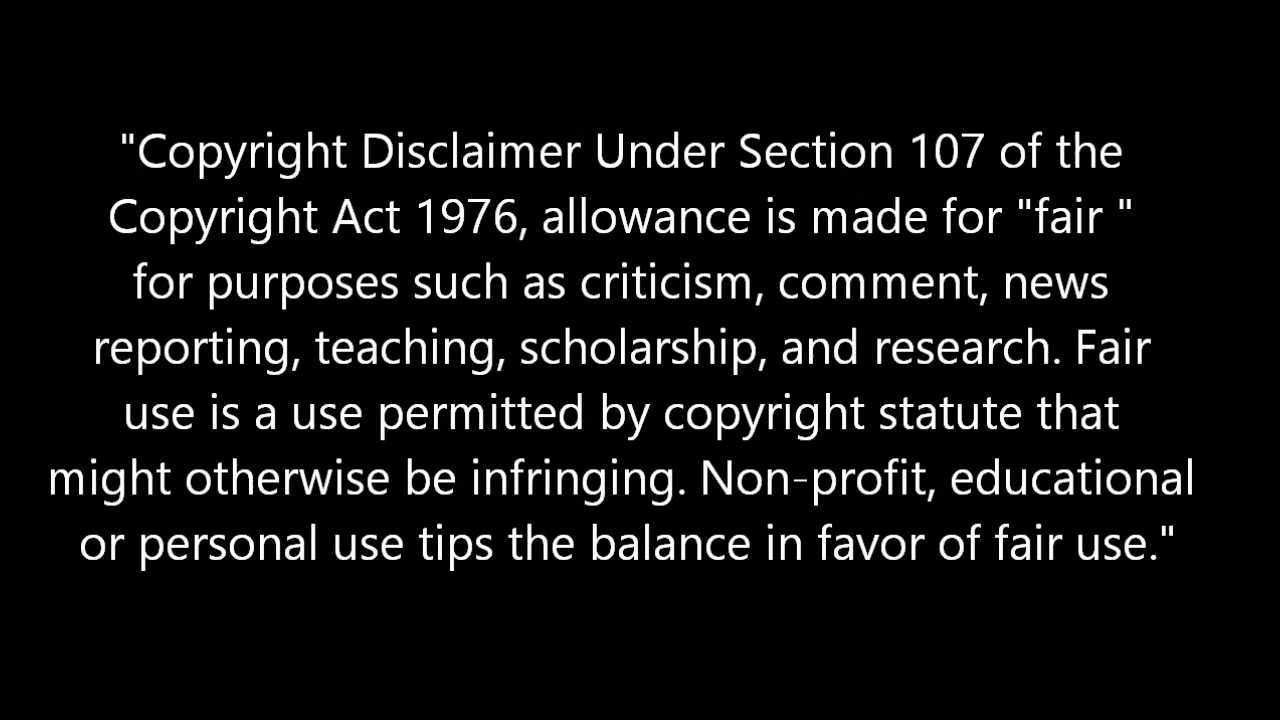 "Copyright Disclaimer Under Section 107 of the
Copyright Act 1976, allowance is made for "fair "
for purposes such as criticism, comment, news
reporting, teaching, scholarship, and research. Fair
use is a use permitted by copyright statute that
might otherwise be infringing. Non-profit, educational
or personal use tips the balance in favor of fair use."